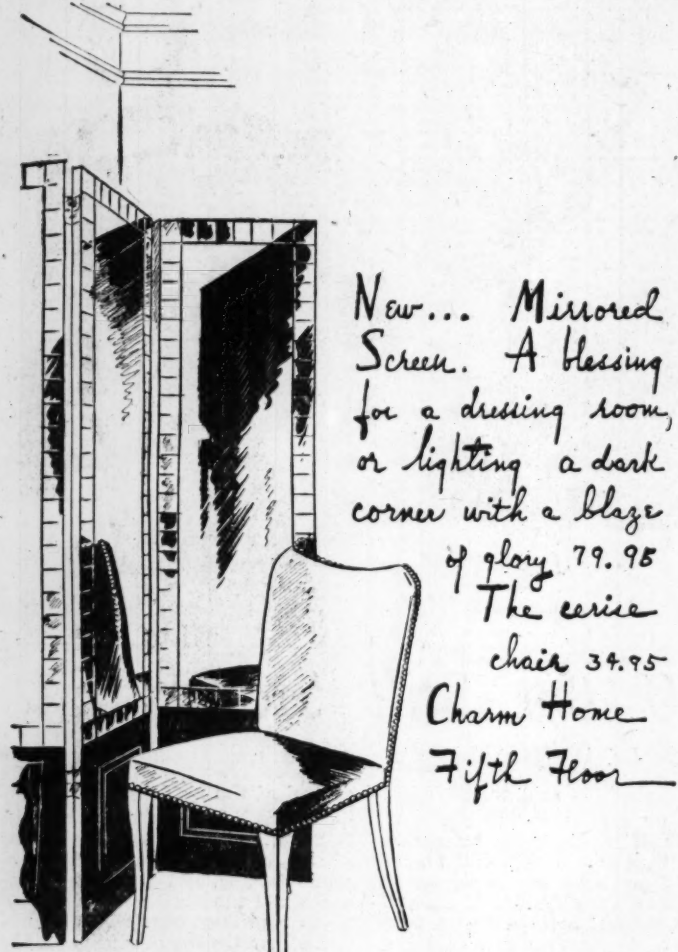 New... Mirrored
Screen. A blessing
for a dressing room,
or lighting a dark
corner with a blaze
of glory 79.95
The cerise
chair 34.95
Charm Home
Fifth Floor